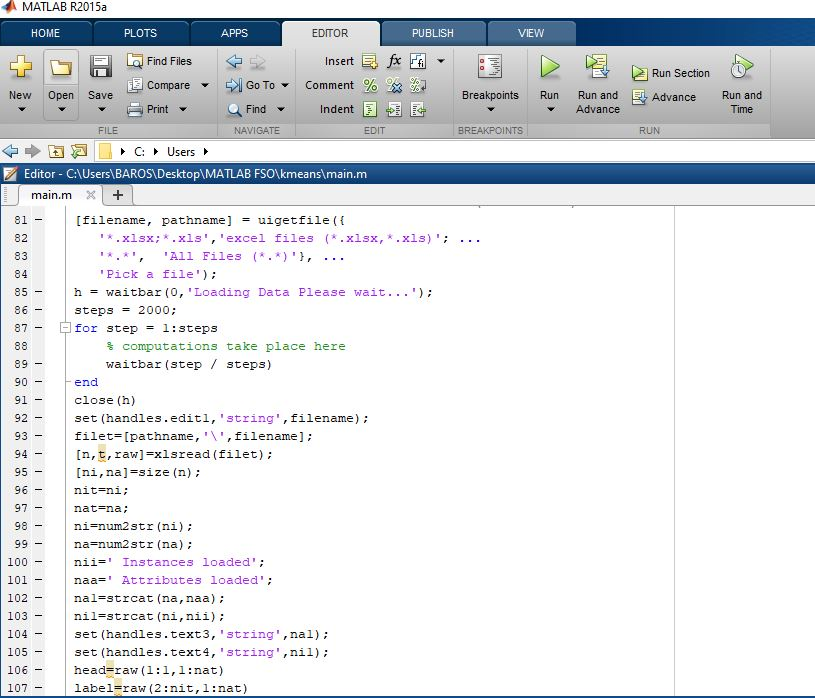 MATLAB R2015a
HOME PLOTS APPS EDITOR PUBLISH VIEW
New Open Save Find Files Compare Print Go To Find Insert fx Comment % Indent Breakpoints Run Run and Advance Run Section Advance Run and Time
FILE NAVIGATE EDIT BREAKPOINTS RUN
C: Users
Editor - C:\Users\BAROS\Desktop\MATLAB FSO\kmeans\main.m
main.m
81 [filename, pathname] = uigetfile({
82 '*.xlsx;*.xls','excel files (*.xlsx,*.xls)'; ...
83 '*.*',  'All Files (*.*)'}, ...
84 'Pick a file');
85 h = waitbar(0,'Loading Data Please wait...');
86 steps = 2000;
87 for step = 1:steps
88 % computations take place here
89 waitbar(step / steps)
90 end
91 close(h)
92 set(handles.edit1,'string',filename);
93 filet=[pathname,'\',filename];
94 [n,t,raw]=xlsread(filet);
95 [ni,na]=size(n);
96 nit=ni;
97 nat=na;
98 ni=num2str(ni);
99 na=num2str(na);
100 nii=' Instances loaded';
101 naa=' Attributes loaded';
102 na1=strcat(na,naa);
103 ni1=strcat(ni,nii);
104 set(handles.text3,'string',na1);
105 set(handles.text4,'string',ni1);
106 head=raw(1:1,1:nat)
107 label=raw(2:nit,1:nat)